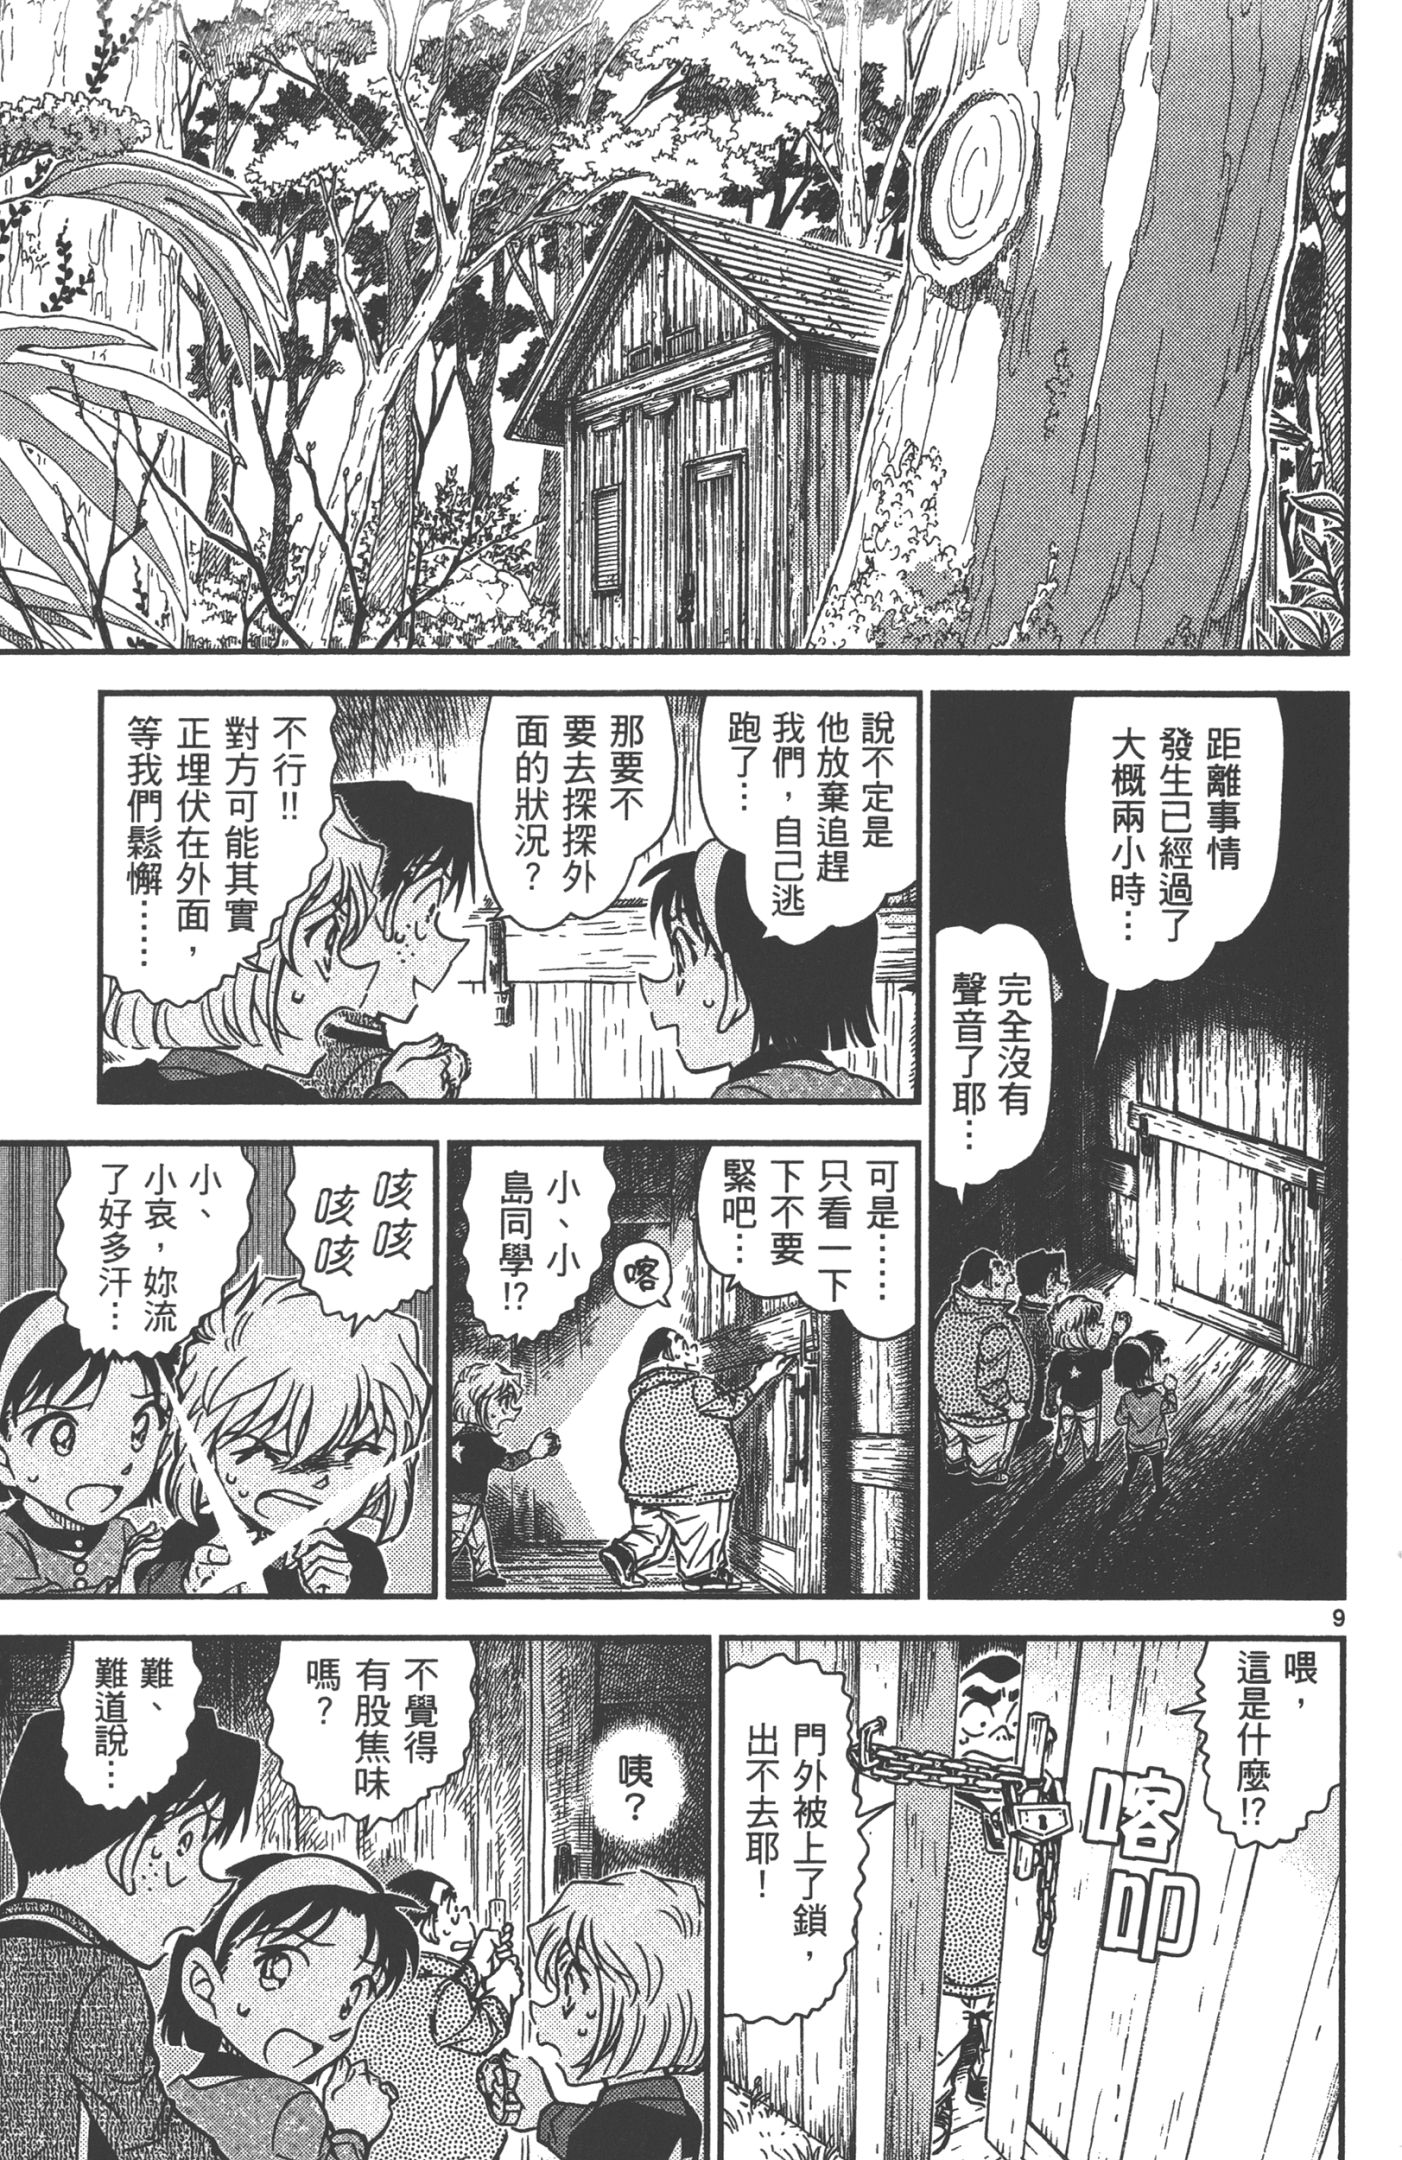 距離事情
發生已經過了
大概兩小時…
完全沒有
聲音了耶…
說不定是
他放棄追趕
我們，自己逃
跑了…
那要不
要去探探外
面的狀況？
不行!!
對方可能其實
正埋伏在外面，
等我們鬆懈……
可是……
只看一下
下不要
緊吧…
喀
小、小
島同學!?
咳咳
咳咳
小、
小哀，妳流
了好多汗…
9
喂，
這是什麼!?
喀叩
門外被上了鎖，
出不去耶！
咦？
不覺得
有股焦味
嗎？
難、
難道說…